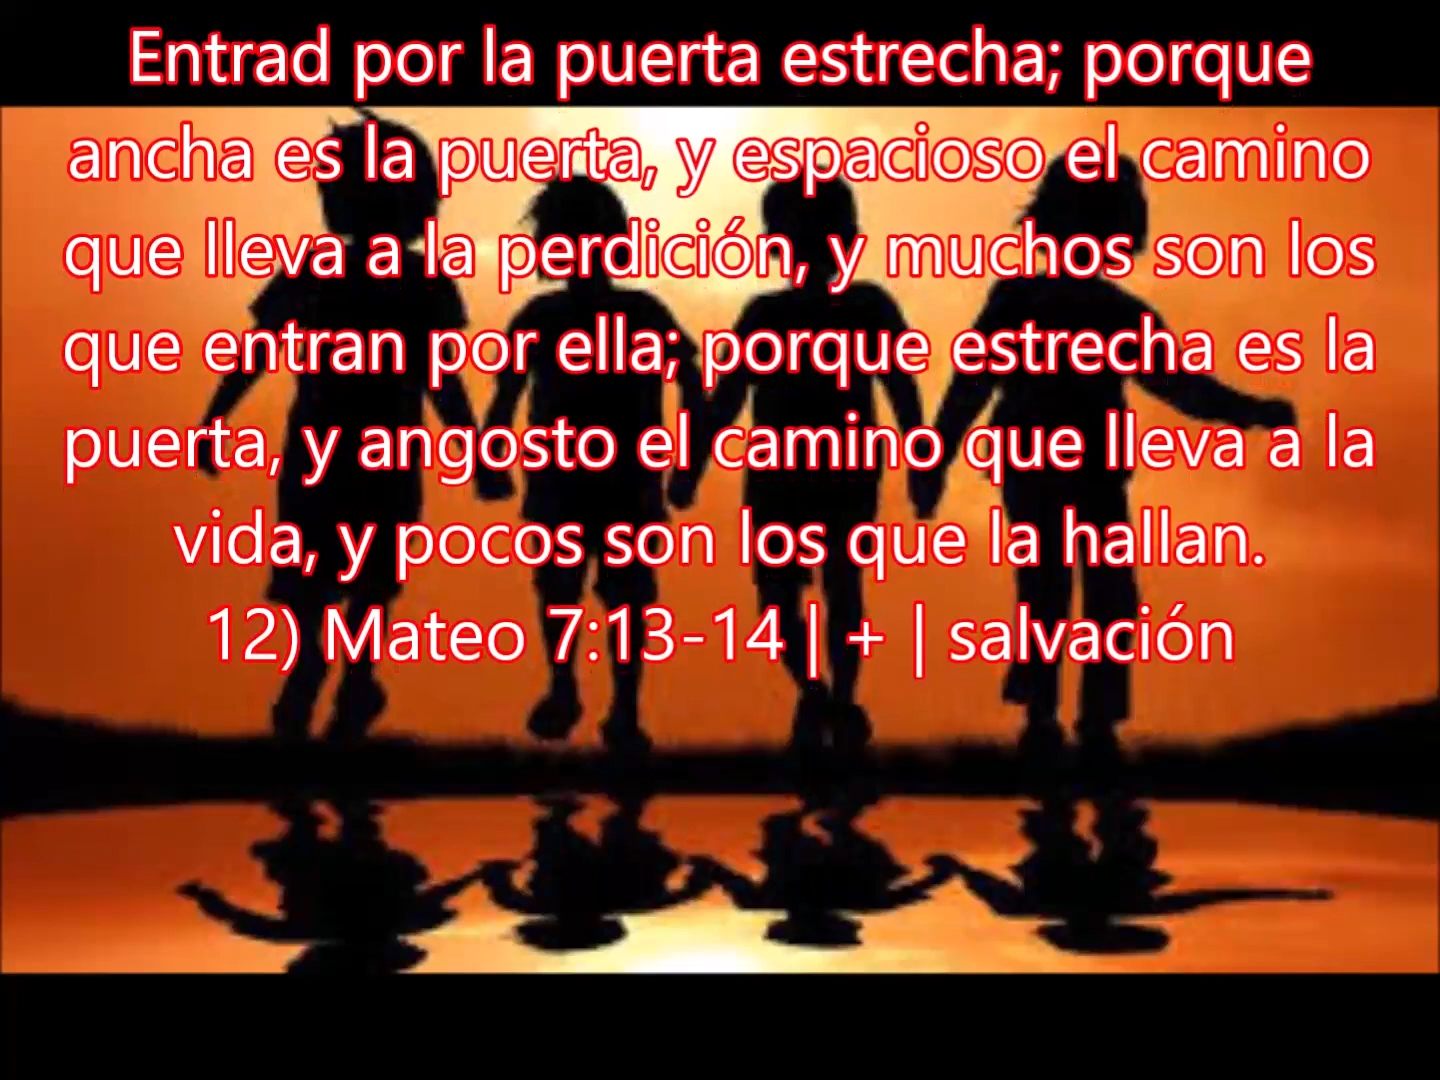 Entrad por la puerta estrecha; porque
ancha es la puerta, y espacioso el camino
que lleva a la perdición, y muchos son los
que entran por ella; porque estrecha es la
puerta, y angosto el camino que lleva a la
vida, y pocos son los que la hallan.
12) Mateo 7:13-14 | + | salvación